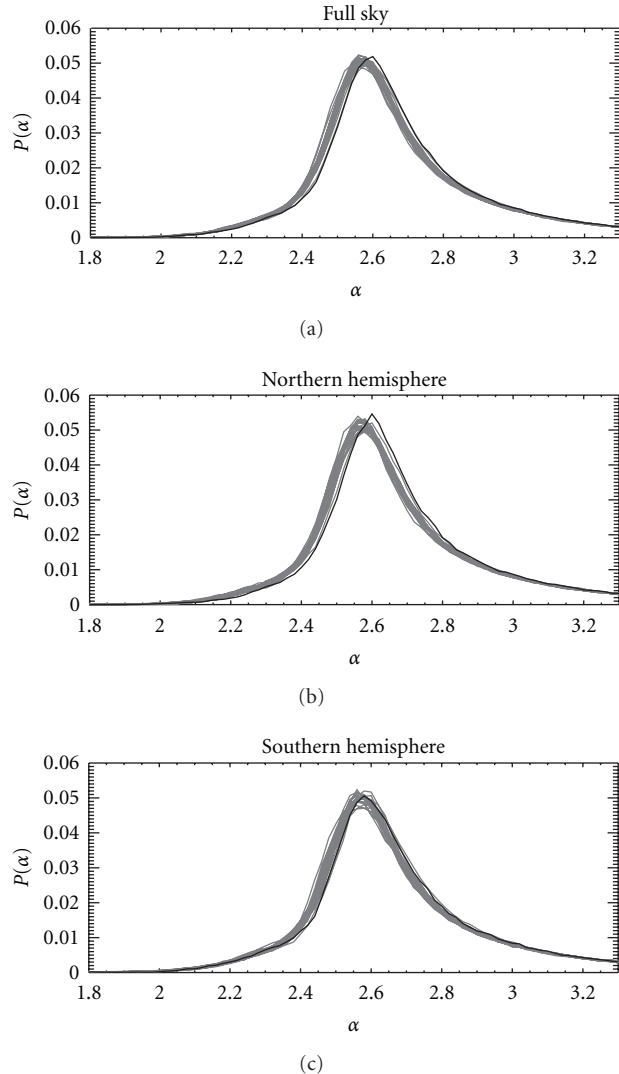 Full sky
0.06
0.05
0.04
0.03
0.02
0.01
0
P(α)
1.8 2 2.2 2.4 2.6 2.8 3 3.2
α
(a)
Northern hemisphere
0.06
0.05
0.04
0.03
0.02
0.01
0
P(α)
1.8 2 2.2 2.4 2.6 2.8 3 3.2
α
(b)
Southern hemisphere
0.06
0.05
0.04
0.03
0.02
0.01
0
P(α)
1.8 2 2.2 2.4 2.6 2.8 3 3.2
α
(c)